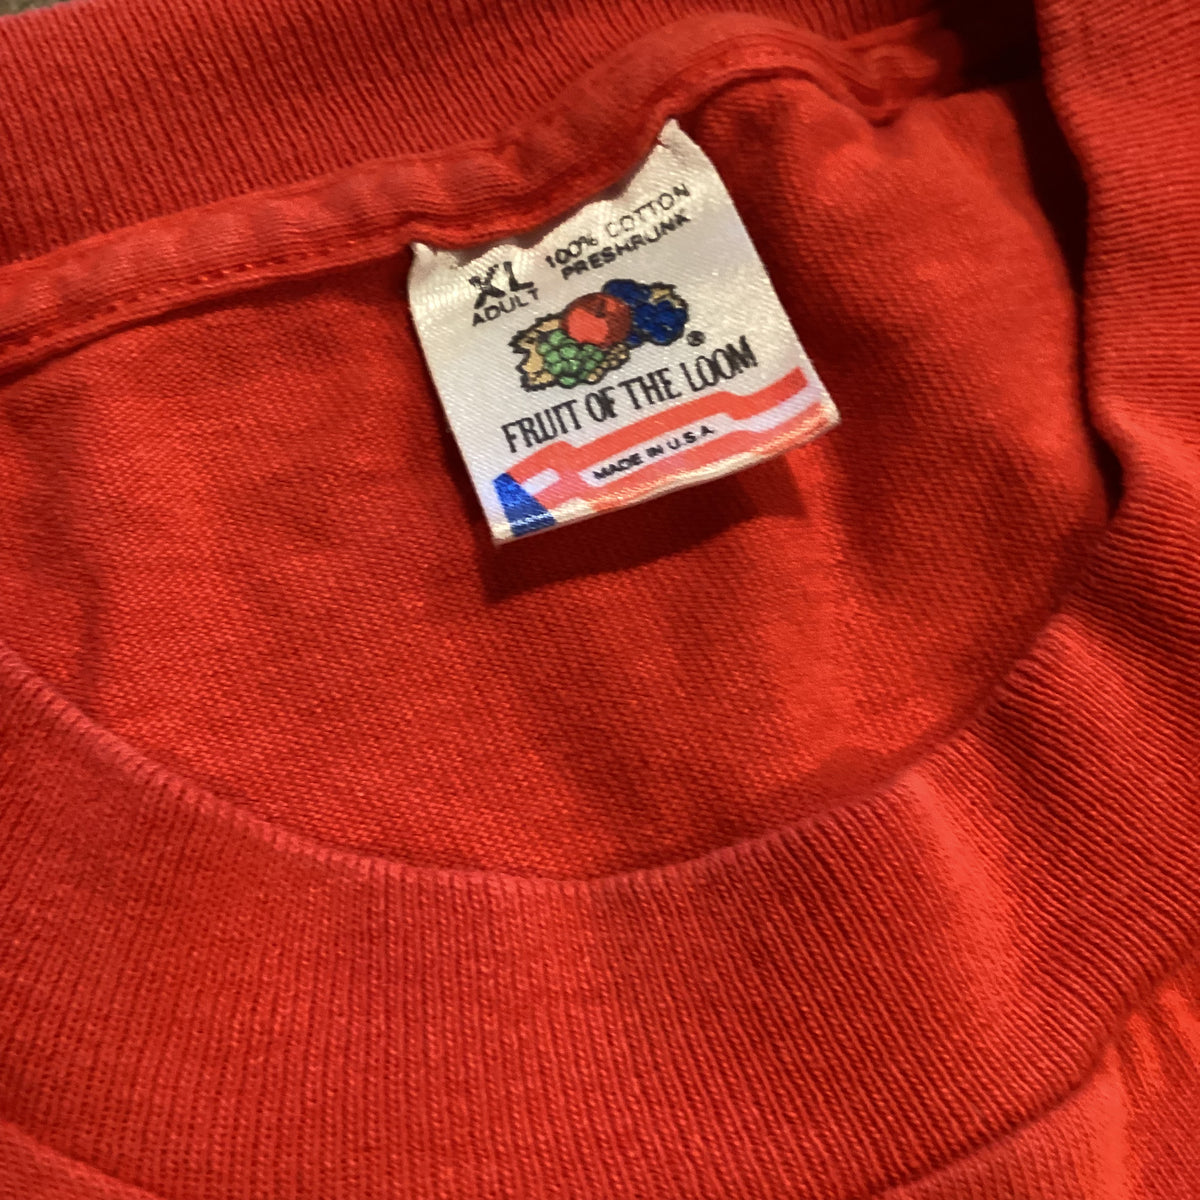 XL
ADULT
100% COTTON
PRESHRUNK
®
FRUIT OF THE LOOM
MADE IN U.S.A.